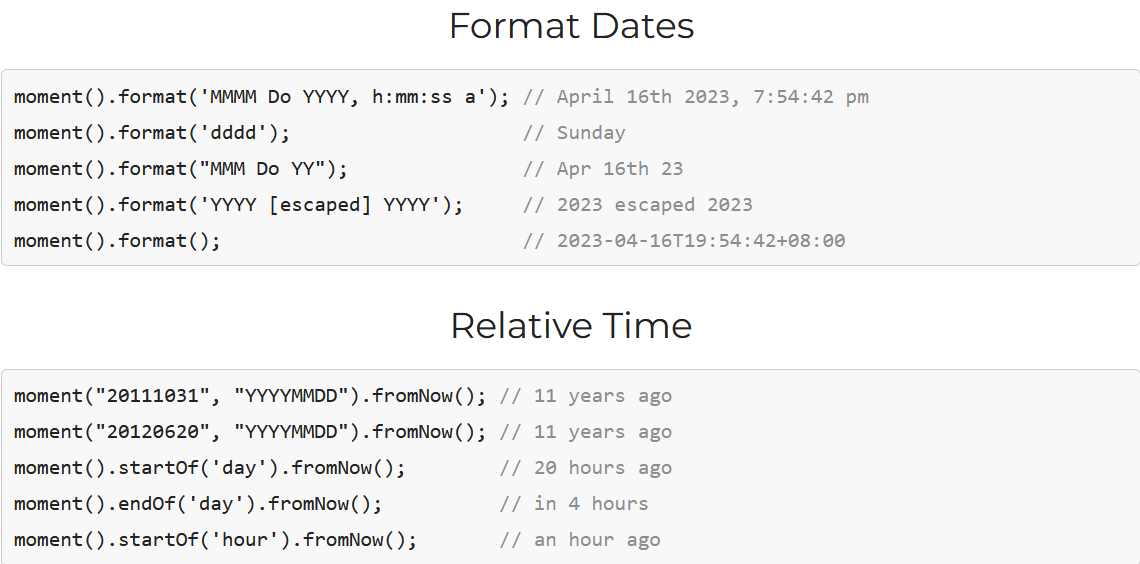 Format Dates
moment().format('MMMM Do YYYY, h:mm:ss a'); // April 16th 2023, 7:54:42 pm
moment().format('dddd');                    // Sunday
moment().format("MMM Do YY");               // Apr 16th 23
moment().format('YYYY [escaped] YYYY');     // 2023 escaped 2023
moment().format();                          // 2023-04-16T19:54:42+08:00
Relative Time
moment("20111031", "YYYYMMDD").fromNow(); // 11 years ago
moment("20120620", "YYYYMMDD").fromNow(); // 11 years ago
moment().startOf('day').fromNow();        // 20 hours ago
moment().endOf('day').fromNow();          // in 4 hours
moment().startOf('hour').fromNow();       // an hour ago